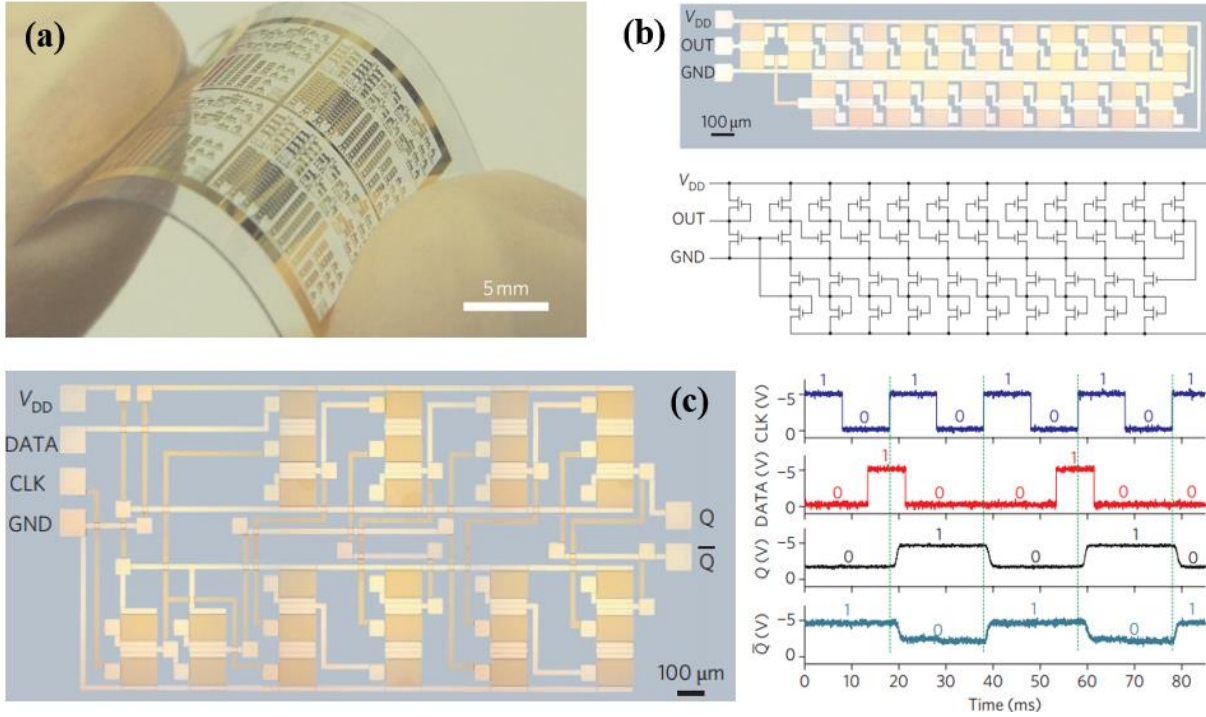 (a)
5 mm
(b)
V_DD
OUT
GND
100 μm
V_DD
OUT
GND
(c)
V_DD
DATA
CLK
GND
Q
Q̅
100 μm
1 1 1 1 1
0 0 0 0
CLK (V)
−5
0
1 1
0 0 0 0 0
DATA (V)
−5
0
1 1
0 0 0
Q (V)
−5
0
1 1 1
0 0
Q̅ (V)
−5
0
0 10 20 30 40 50 60 70 80
Time (ms)